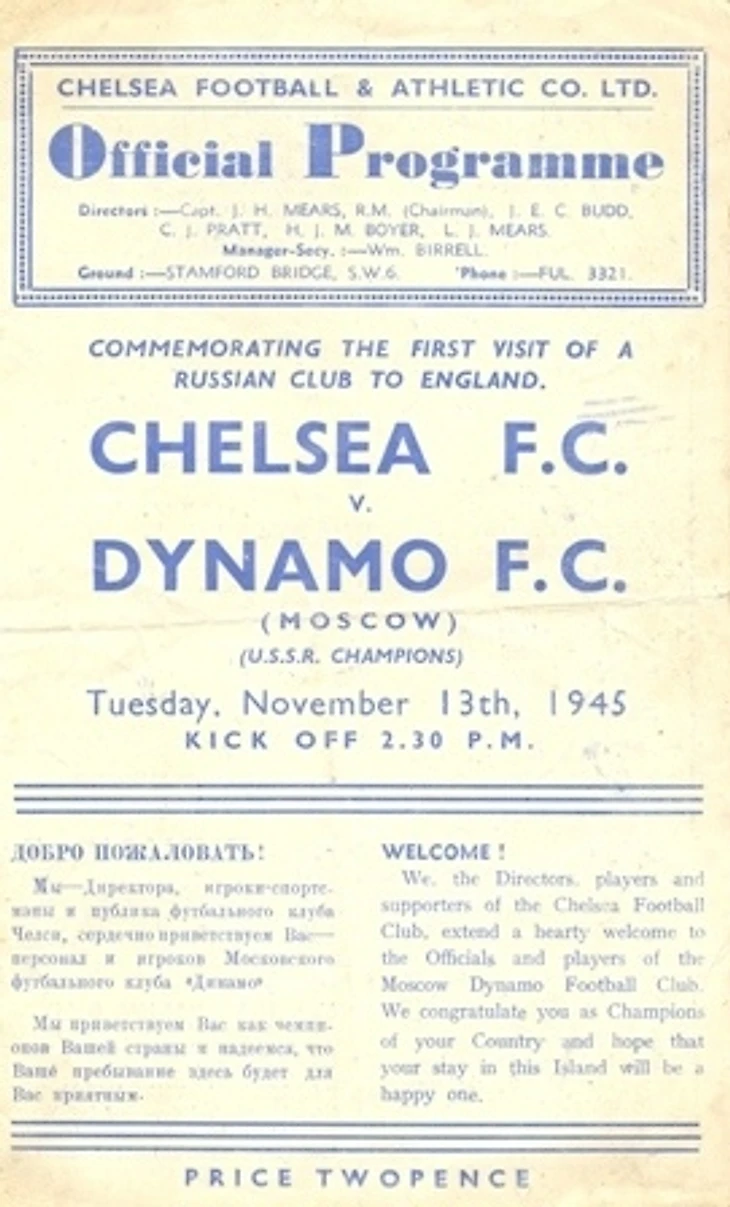 CHELSEA FOOTBALL & ATHLETIC CO. LTD.
Official Programme
Directors :—Capt. J. H. MEARS, R.M. (Chairman), J. E. C. BUDD,
C. J. PRATT, H. J. M. BOYER, L. J. MEARS.
Manager-Secy. :—Wm. BIRRELL.
Ground :—STAMFORD BRIDGE, S.W.6. 'Phone :—FUL. 3321.
COMMEMORATING THE FIRST VISIT OF A
RUSSIAN CLUB TO ENGLAND.
CHELSEA F.C.
v.
DYNAMO F.C.
(MOSCOW)
(U.S.S.R. CHAMPIONS)
Tuesday, November 13th, 1945
KICK OFF 2.30 P.M.
ДОБРО ПОЖАЛОВАТЬ!
Мы—Директора, игроки-спортс-
мэны и публика футбального клуба
Челси, сердечно приветствуем Вас—
персонал и игроков Московского
футбального клуба «Динамо»
Мы приветствуем Вас как чемпи-
онов Вашей страны и надеемся, что
Вашё пребывание здесь будет для
Вас приятным.
WELCOME !
We, the Directors, players and
supporters of the Chelsea Football
Club, extend a hearty welcome to
the Officials and players of the
Moscow Dynamo Football Club.
We congratulate you as Champions
of your Country and hope that
your stay in this Island will be a
happy one.
PRICE TWOPENCE